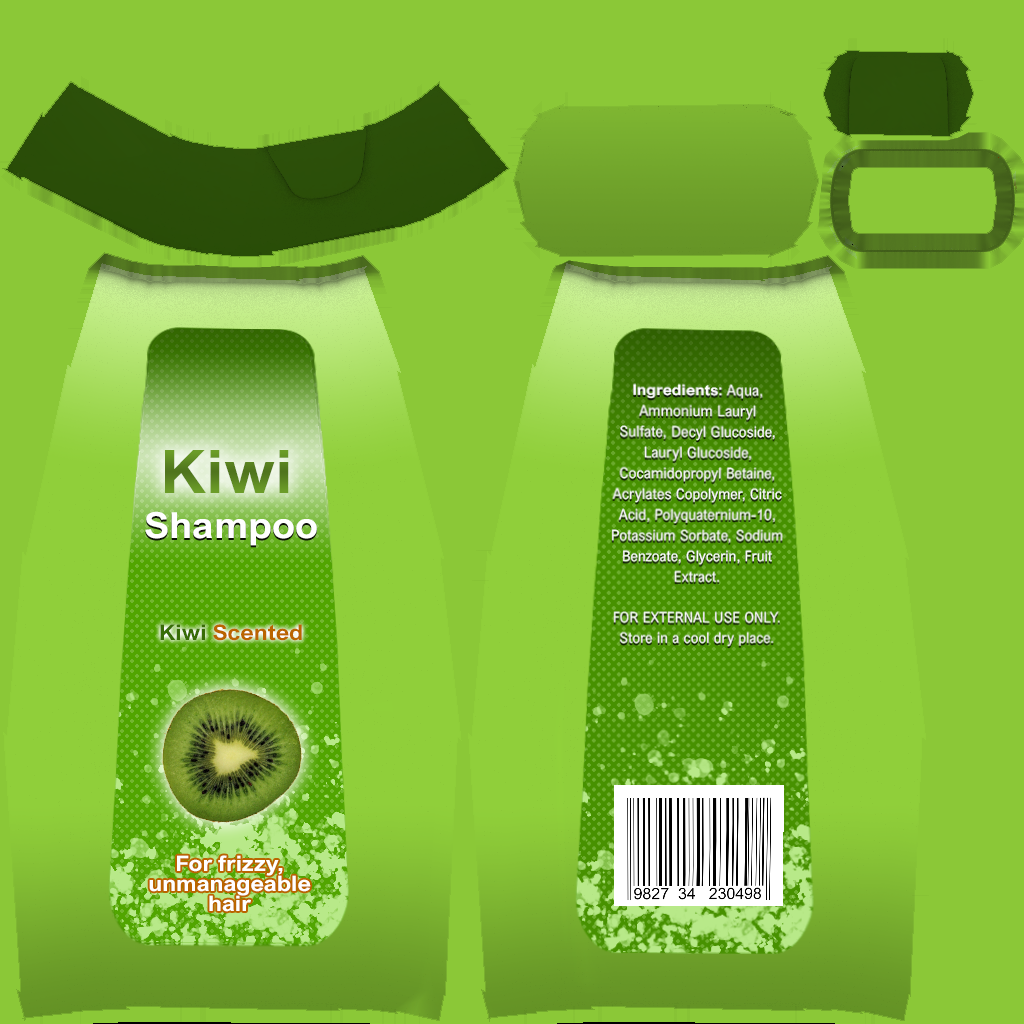 Kiwi
Shampoo
Kiwi Scented
For frizzy,
unmanageable
hair
Ingredients: Aqua,
Ammonium Lauryl
Sulfate, Decyl Glucoside,
Lauryl Glucoside,
Cocamidopropyl Betaine,
Acrylates Copolymer, Citric
Acid, Polyquaternium-10,
Potassium Sorbate, Sodium
Benzoate, Glycerin, Fruit
Extract.
FOR EXTERNAL USE ONLY.
Store in a cool dry place.
9827 34 230498